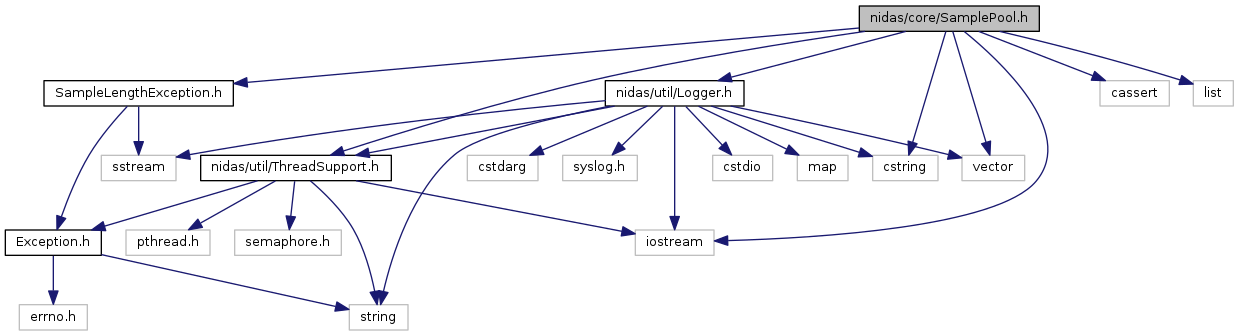 nidas/core/SamplePool.h
SampleLengthException.h
nidas/util/Logger.h
cassert
list
sstream
nidas/util/ThreadSupport.h
cstdarg
syslog.h
cstdio
map
cstring
vector
Exception.h
pthread.h
semaphore.h
iostream
errno.h
string